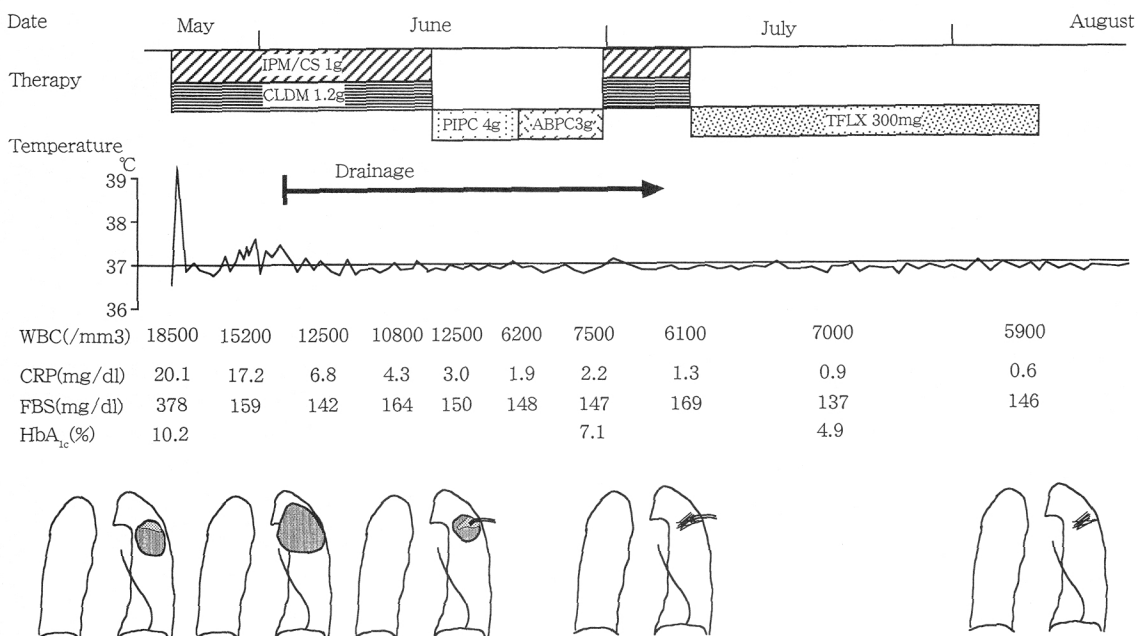 Date May June July August
Therapy
IPM/CS 1g
CLDM 1.2g
PIPC 4g ABPC3g TFLX 300mg
Temperature
℃
Drainage
39
38
37
36
WBC(/mm3) 18500 15200 12500 10800 12500 6200 7500 6100 7000 5900
CRP(mg/dl) 20.1 17.2 6.8 4.3 3.0 1.9 2.2 1.3 0.9 0.6
FBS(mg/dl) 378 159 142 164 150 148 147 169 137 146
HbA1c(%) 10.2 7.1 4.9